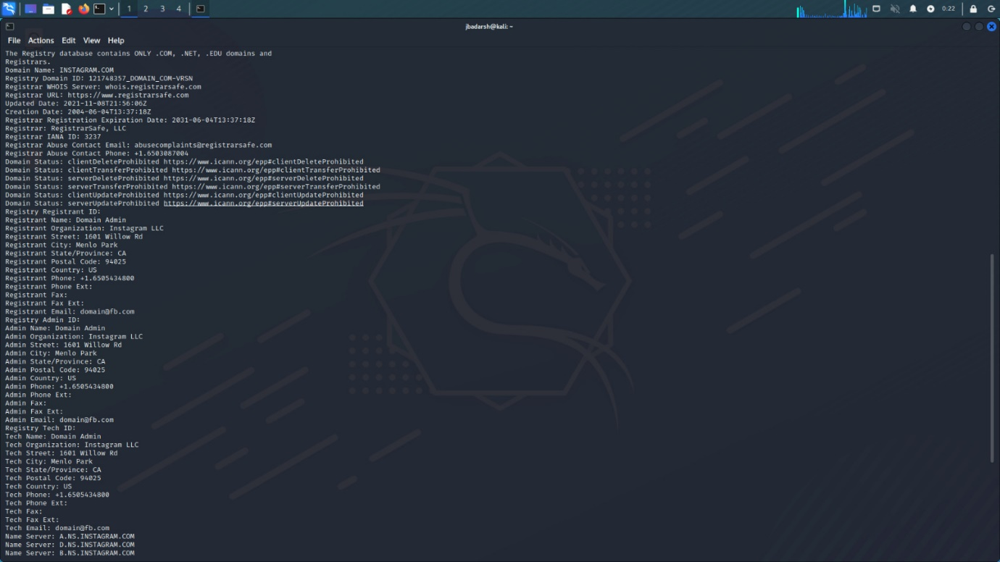 1 2 3 4
0:22
jbadarsh@kali: ~
File Actions Edit View Help
The Registry database contains ONLY .COM, .NET, .EDU domains and
Registrars.
Domain Name: INSTAGRAM.COM
Registry Domain ID: 121748357_DOMAIN_COM-VRSN
Registrar WHOIS Server: whois.registrarsafe.com
Registrar URL: https://www.registrarsafe.com
Updated Date: 2021-11-08T21:56:06Z
Creation Date: 2004-06-04T13:37:18Z
Registrar Registration Expiration Date: 2031-06-04T13:37:18Z
Registrar: RegistrarSafe, LLC
Registrar IANA ID: 3237
Registrar Abuse Contact Email: abusecomplaints@registrarsafe.com
Registrar Abuse Contact Phone: +1.6503087004
Domain Status: clientDeleteProhibited https://www.icann.org/epp#clientDeleteProhibited
Domain Status: clientTransferProhibited https://www.icann.org/epp#clientTransferProhibited
Domain Status: serverDeleteProhibited https://www.icann.org/epp#serverDeleteProhibited
Domain Status: serverTransferProhibited https://www.icann.org/epp#serverTransferProhibited
Domain Status: clientUpdateProhibited https://www.icann.org/epp#clientUpdateProhibited
Domain Status: serverUpdateProhibited https://www.icann.org/epp#serverUpdateProhibited
Registry Registrant ID:
Registrant Name: Domain Admin
Registrant Organization: Instagram LLC
Registrant Street: 1601 Willow Rd
Registrant City: Menlo Park
Registrant State/Province: CA
Registrant Postal Code: 94025
Registrant Country: US
Registrant Phone: +1.6505434800
Registrant Phone Ext:
Registrant Fax:
Registrant Fax Ext:
Registrant Email: domain@fb.com
Registry Admin ID:
Admin Name: Domain Admin
Admin Organization: Instagram LLC
Admin Street: 1601 Willow Rd
Admin City: Menlo Park
Admin State/Province: CA
Admin Postal Code: 94025
Admin Country: US
Admin Phone: +1.6505434800
Admin Phone Ext:
Admin Fax:
Admin Fax Ext:
Admin Email: domain@fb.com
Registry Tech ID:
Tech Name: Domain Admin
Tech Organization: Instagram LLC
Tech Street: 1601 Willow Rd
Tech City: Menlo Park
Tech State/Province: CA
Tech Postal Code: 94025
Tech Country: US
Tech Phone: +1.6505434800
Tech Phone Ext:
Tech Fax:
Tech Fax Ext:
Tech Email: domain@fb.com
Name Server: A.NS.INSTAGRAM.COM
Name Server: D.NS.INSTAGRAM.COM
Name Server: B.NS.INSTAGRAM.COM